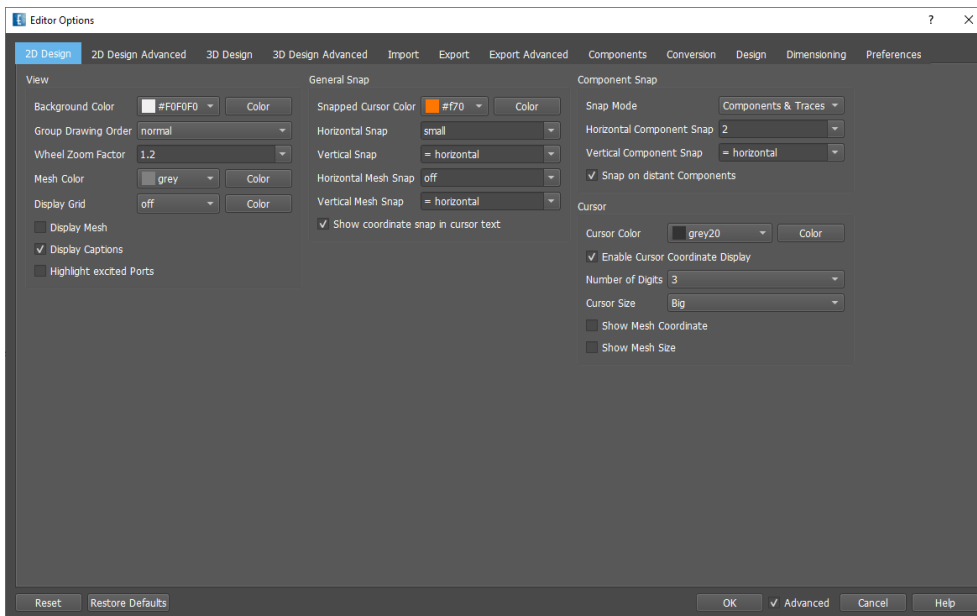 Editor Options
2D Design 2D Design Advanced 3D Design 3D Design Advanced Import Export Export Advanced Components Conversion Design Dimensioning Preferences
View
Background Color #F0F0F0 Color
Group Drawing Order normal
Wheel Zoom Factor 1.2
Mesh Color grey Color
Display Grid off Color
Display Mesh
Display Captions
Highlight excited Ports
General Snap
Snapped Cursor Color #f70 Color
Horizontal Snap small
Vertical Snap = horizontal
Horizontal Mesh Snap off
Vertical Mesh Snap = horizontal
Show coordinate snap in cursor text
Component Snap
Snap Mode Components & Traces
Horizontal Component Snap 2
Vertical Component Snap = horizontal
Snap on distant Components
Cursor
Cursor Color grey20 Color
Enable Cursor Coordinate Display
Number of Digits 3
Cursor Size Big
Show Mesh Coordinate
Show Mesh Size
Reset Restore Defaults OK Advanced Cancel Help